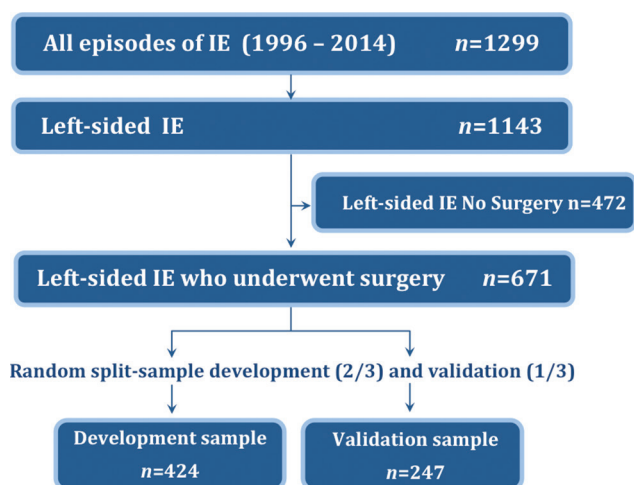 All episodes of IE (1996 – 2014) n=1299
Left-sided IE n=1143
Left-sided IE No Surgery n=472
Left-sided IE who underwent surgery n=671
Random split-sample development (2/3) and validation (1/3)
Development sample
n=424
Validation sample
n=247